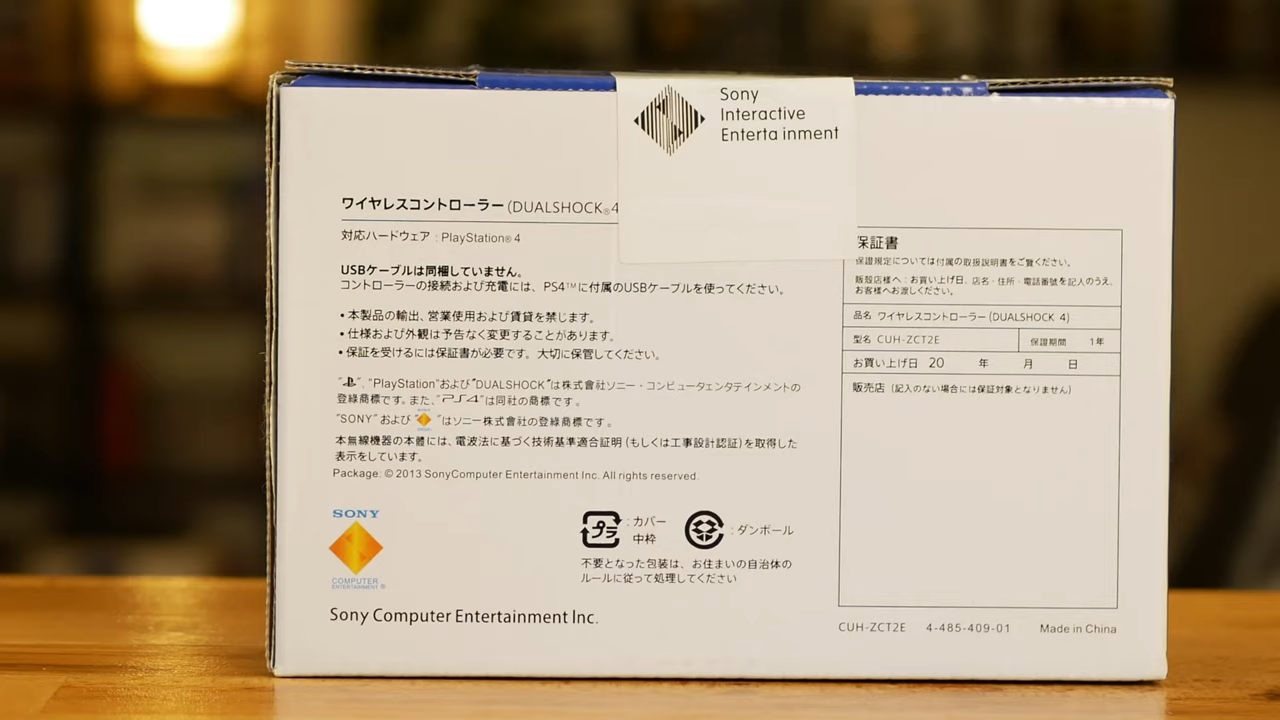 Sony
Interactive
Enterta inment
ワイヤレスコントローラー (DUALSHOCK®4
対応ハードウェア : PlayStation®4
USBケーブルは同梱していません。
コントローラーの接続および充電には、PS4™に付属のUSBケーブルを使ってください。
• 本製品の輸出、営業使用および賃貸を禁じます。
• 仕様および外観は予告なく変更することがあります。
• 保証を受けるには保証書が必要です。大切に保管してください。
"PlayStation"および"DUALSHOCK"は株式會社ソニー・コンピュータェンタテインメントの
登綠商標です。また、"PS4"は同社の商標です。
"SONY" および " "はソニー株式會社の登綠商標です。
本無線機器の本體には、電波法に基づく技術基準適合証明 (もしくは工事設計認証) を取得した
表示をしています。
Package: © 2013 SonyComputer Entertainment Inc. All rights reserved.
SONY
COMPUTER
ENTERTAINMENT ®
Sony Computer Entertainment Inc.
プラ : カバー
中枠
: ダンボール
不要となった包装は、お住まいの自治体の
ルールに従って処理してください
保証書
保證規定については付属の取扱説明書をご覧ください。
販殻店様へ : お買い上げ日、店名・住所・電話番號を記人のうえ、
お客様へお渡しください。
品名 ワイヤレスコントローラー (DUALSHOCK 4)
型名 CUH-ZCT2E 保證期間 1年
お買い上げ日 20 年 月 日
販売店 (記入のない場合には保証対象となりません)
CUH-ZCT2E 4-485-409-01 Made in China